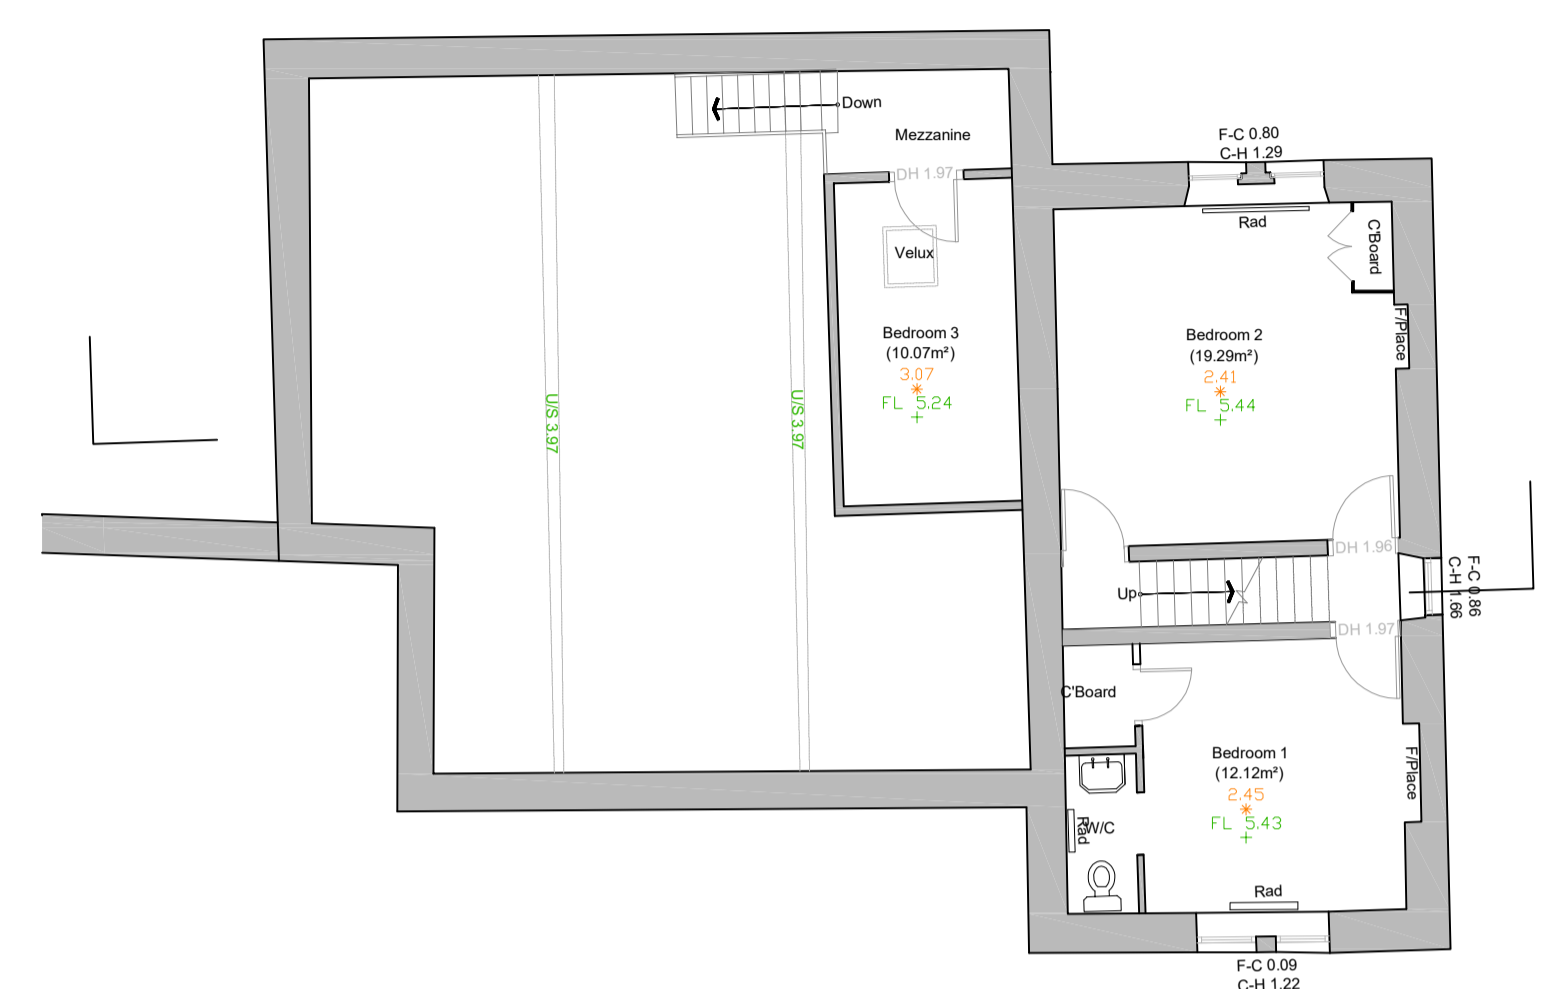 F-C 0.80
C-H 1.29
Down
Mezzanine
DH 1.97
Rad
C'Board
Velux
F/Place
Bedroom 3
(10.07m²)
3.07
FL 5.24
Bedroom 2
(19.29m²)
2.41
FL 5.44
U/S 3.97
U/S 3.97
DH 1.96
Up
F-C 0.86
C-H 1.66
DH 1.97
C'Board
Bedroom 1
(12.12m²)
2.45
FL 5.43
F/Place
Rad
W/C
Rad
F-C 0.09
C-H 1.22